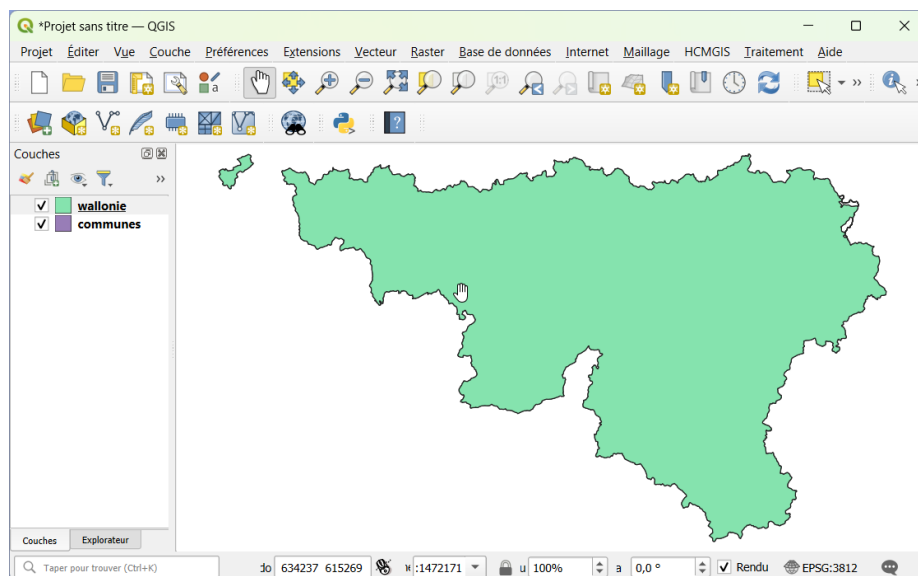 *Projet sans titre — QGIS
Projet Éditer Vue Couche Préférences Extensions Vecteur Raster Base de données Internet Maillage HCMGIS Traitement Aide
Couches
wallonie
communes
Couches Explorateur
Taper pour trouver (Ctrl+K) do 634237 615269 :1472171 u 100% a 0,0 ° Rendu EPSG:3812